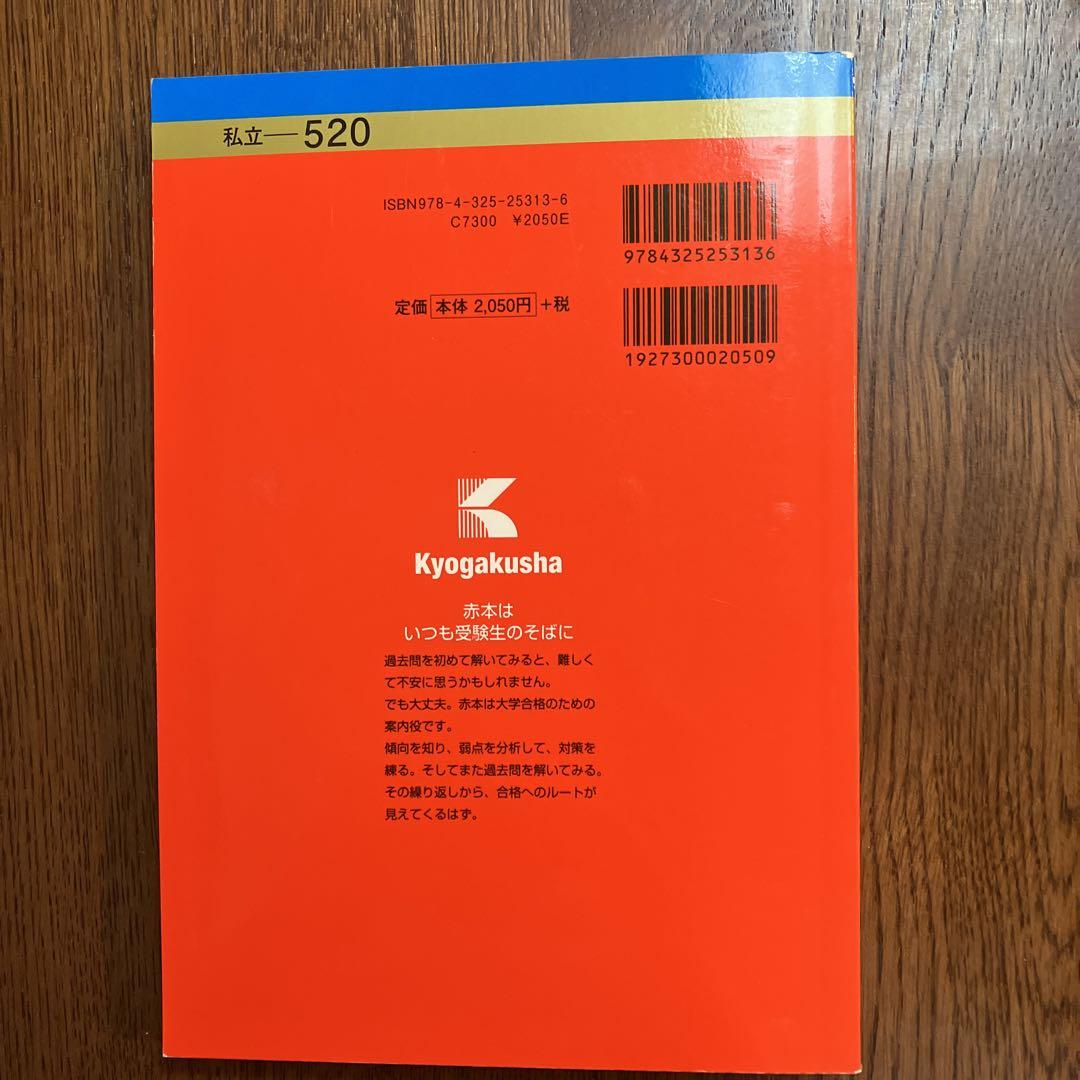 私立―520
ISBN978-4-325-25313-6
C7300 ¥2050E
9784325253136
定価 本体 2,050円 +税
1927300020509
Kyogakusha
赤本は
いつも受験生のそばに
過去問を初めて解いてみると、難しく
て不安に思うかもしれません。
でも大丈夫。赤本は大学合格のための
案内役です。
傾向を知り、弱点を分析して、対策を
練る。そしてまた過去問を解いてみる。
その繰り返しから、合格へのルートが
見えてくるはず。